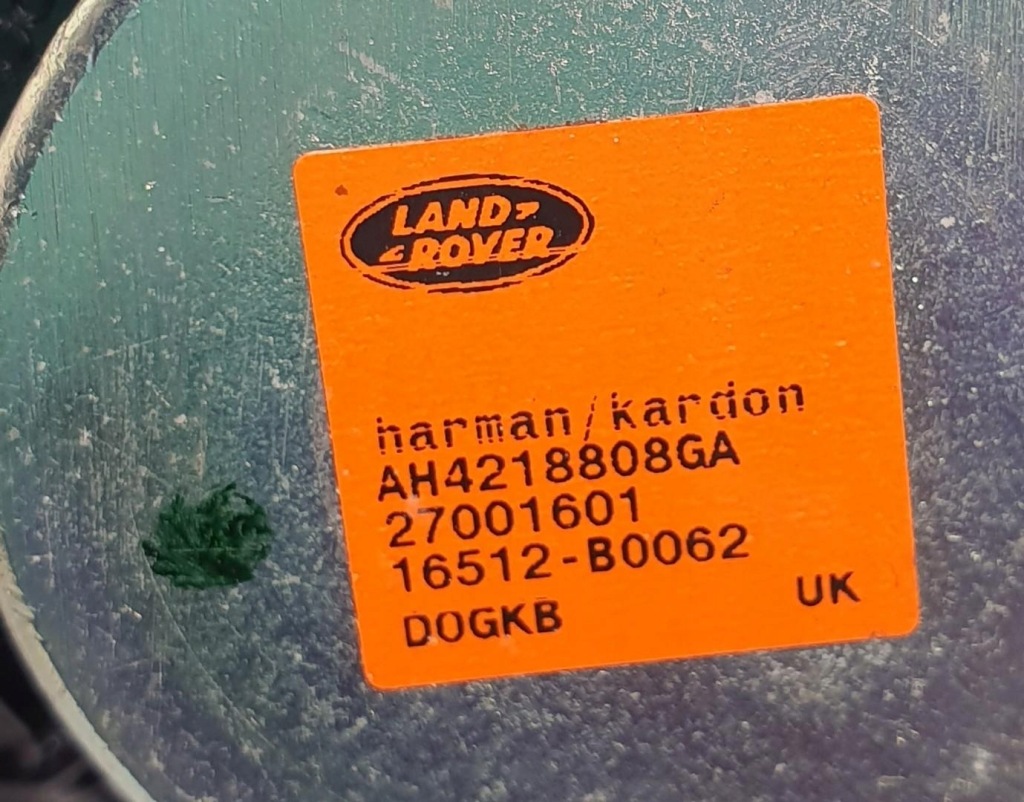 LAND
ROVER
harman/kardon
AH4218808GA
27001601
16512-B0062
DOGKB
UK